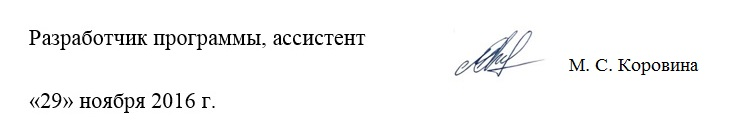 Разработчик программы, ассистент
М. С. Коровина
«29» ноября 2016 г.